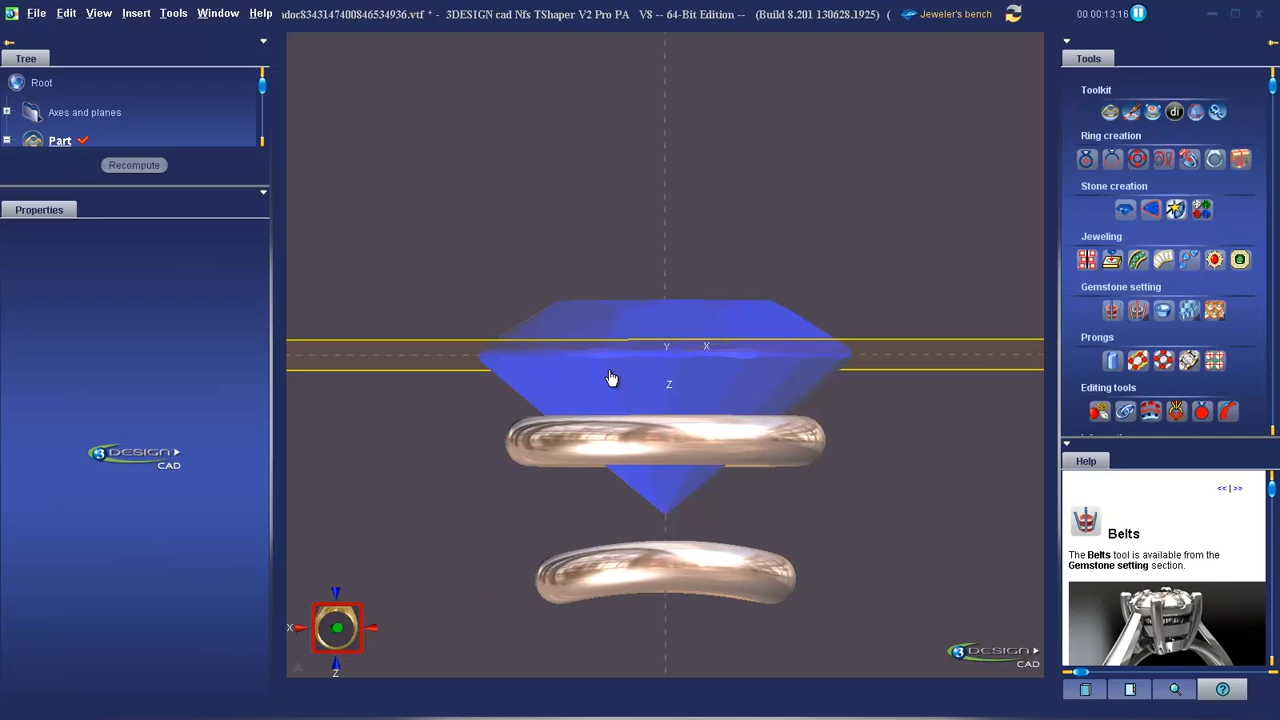 File Edit View Insert Tools Window Help
ndoc8343147400846534936.vtf * - 3DESIGN cad Nfs TShaper V2 Pro PA V8 -- 64-Bit Edition -- (Build 8.201 130628.1925) (
Jeweler's bench
00 00:13:16
Tree
Root
Axes and planes
Part
Recompute
Properties
3DESIGN
CAD
Y X
Z
X
Z
3DESIGN
CAD
Tools
Toolkit
di
Ring creation
Stone creation
Jeweling
Gemstone setting
Prongs
Editing tools
Help
<< | >>
Belts
The Belts tool is available from the
Gemstone setting section.